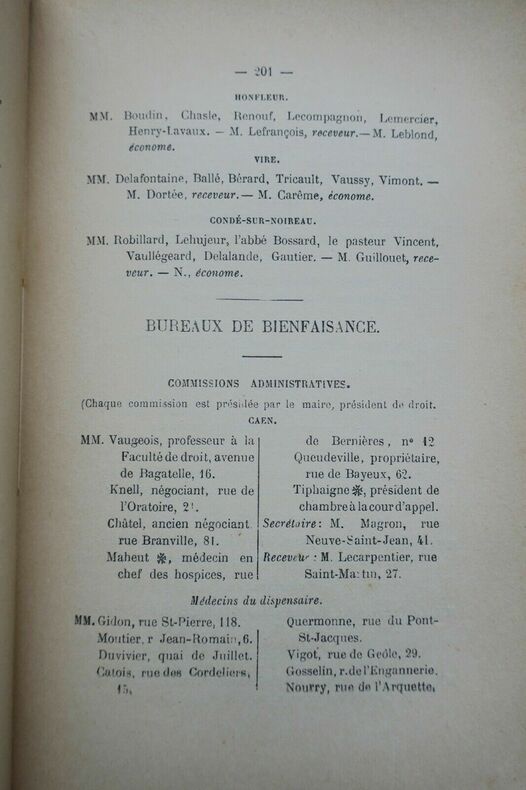 — 201 —
HONFLEUR.
MM. Boudin, Chasle, Renouf, Lecompagnon, Lemercier,
Henry-Lavaux. — M. Lefrançois, receveur.— M. Leblond,
économe.
VIRE.
MM. Delafontaine, Ballé, Bérard, Tricault, Vaussy, Vimont. —
M. Dortée, receveur. — M. Carême, économe.
CONDÉ-SUR-NOIREAU.
MM. Robillard, Lehujeur, l'abbé Bossard, le pasteur Vincent,
Vaullégeard, Delalande, Gautier. — M. Guillouet, rece-
veur. — N., économe.
BUREAUX DE BIENFAISANCE.
COMMISSIONS ADMINISTRATIVES.
(Chaque commission est présidée par le maire, président de droit.
CAEN.
MM. Vaugeois, professeur à la
Faculté de droit, avenue
de Bagatelle, 16.
Knell, négociant, rue de
l'Oratoire,
Châtel, ancien négociant
rue Branville, 81.
Maheut ✻, médecin en
chef des hospices, rue
de Bernières, n° 12
Queudeville, propriétaire,
rue de Bayeux, 62.
Tiphaigne ✻, président de
chambre à la cour d'appel.
Secrétaire: M. Magron, rue
Neuve-Saint-Jean, 41.
Receveur : M. Lecarpentier, rue
Saint-Martin, 27.
Médecins du dispensaire.
MM. Gidon, rue St-Pierre, 118.
Moutier, r Jean-Romain, 6.
Duvivier, quai de Juillet.
Catois, rue des Cordeliers,
15,
Quermonne, rue du Pont-
St-Jacques.
Vigot, rue de Geôle, 29.
Gosselin, r. de l'Engannerie.
Nourry, rue de l'Arquette,